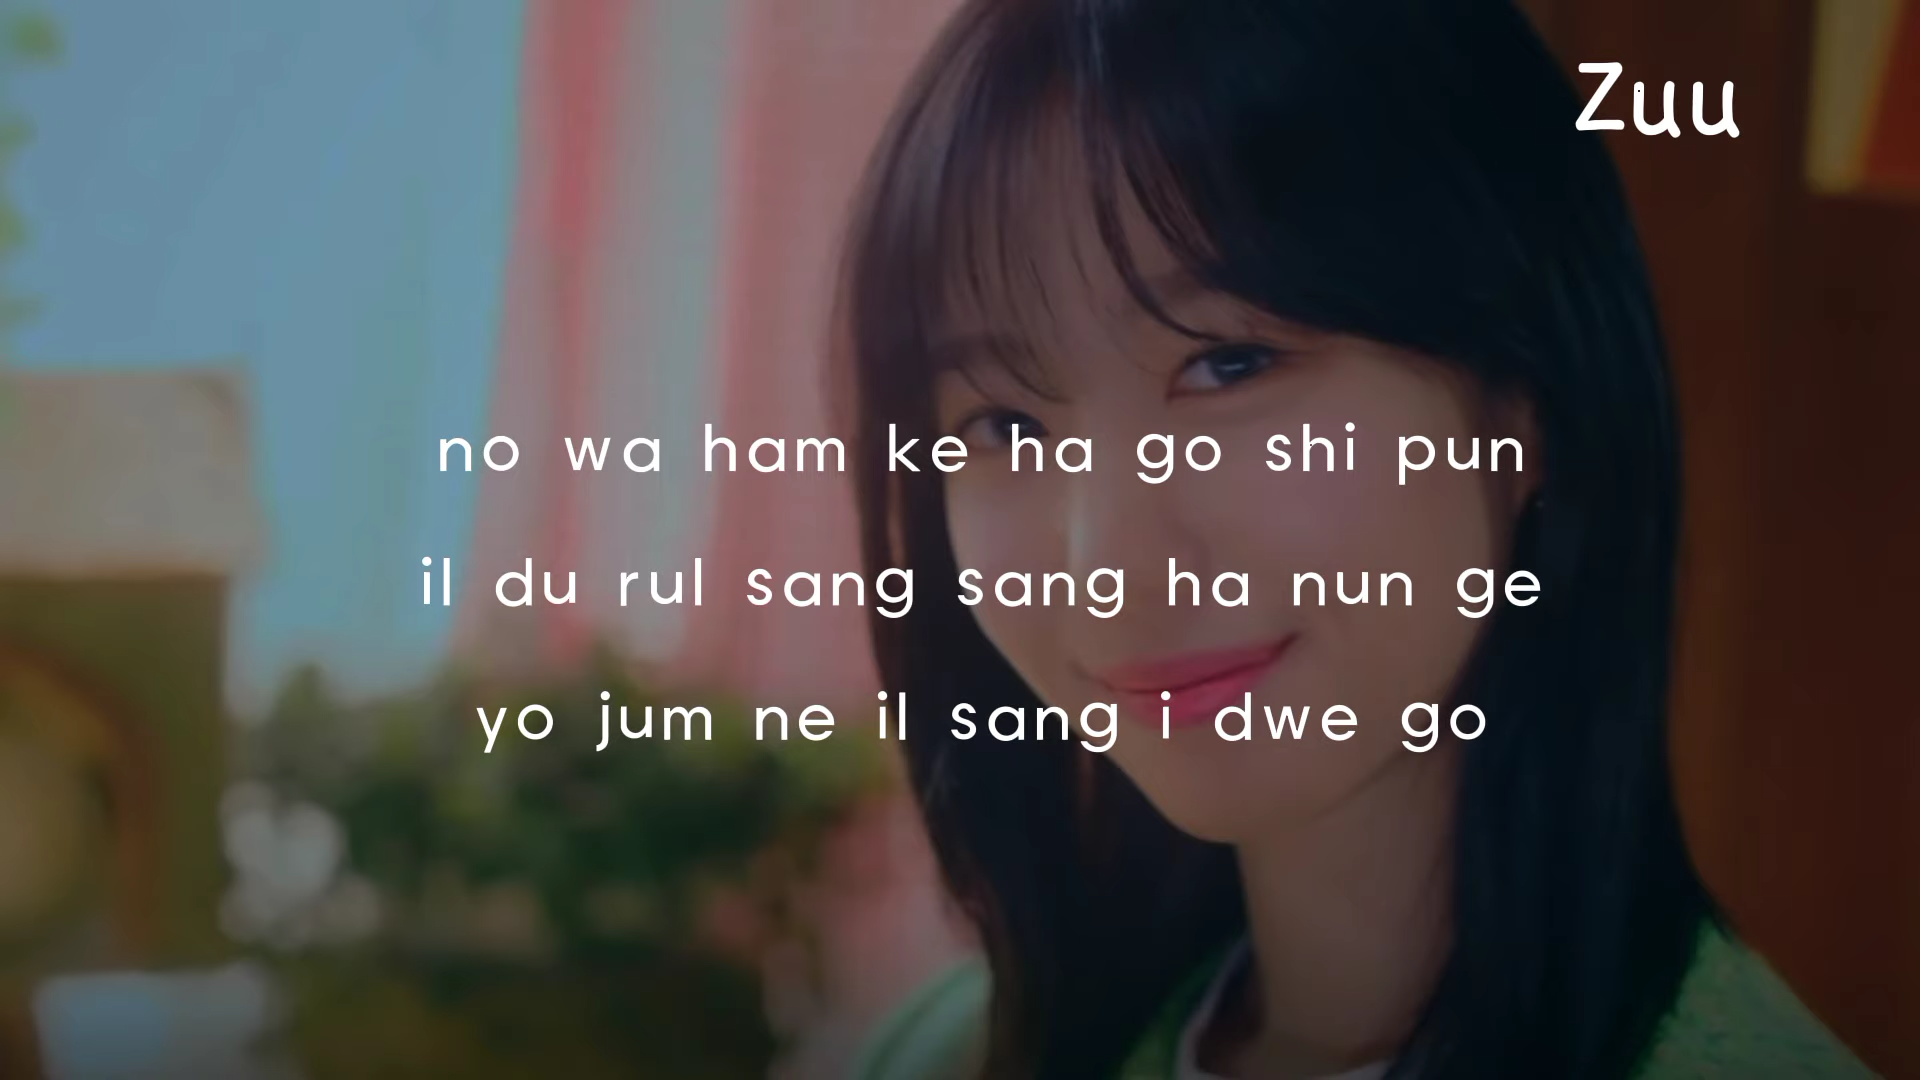 Zuu
no wa ham ke ha go shi pun
il du rul sang sang ha nun ge
yo jum ne il sang i dwe go